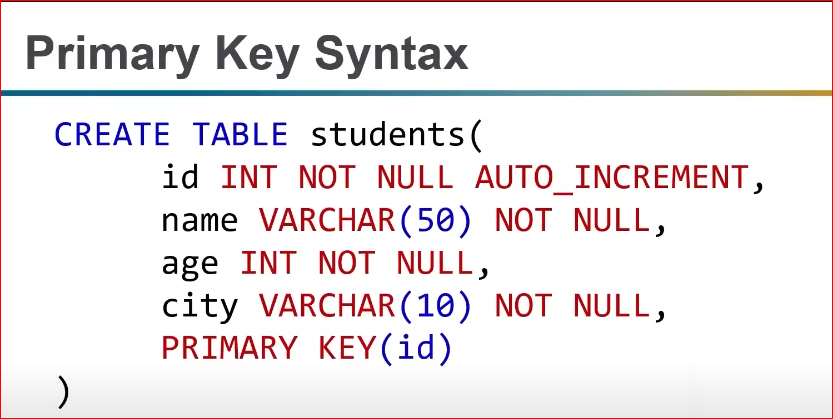 Primary Key Syntax
CREATE TABLE students(
id INT NOT NULL AUTO_INCREMENT,
name VARCHAR(50) NOT NULL,
age INT NOT NULL,
city VARCHAR(10) NOT NULL,
PRIMARY KEY(id)
)